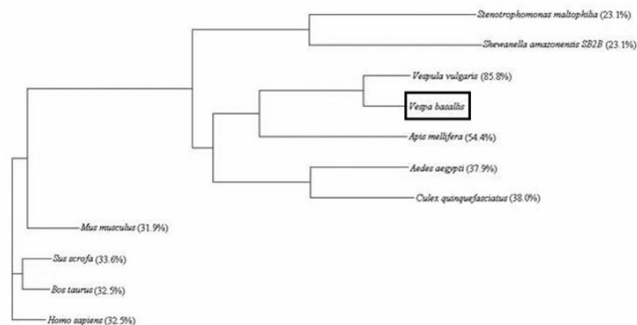 Stenotrophomonas maltophilia (23.1%)
Shewanella amazonensis SB2B (23.1%)
Vespula vulgaris (85.8%)
Vespa basallis
Apis mellifera (54.4%)
Aedes aegypti (37.9%)
Culex quinquefasciatus (38.0%)
Mus musculus (31.9%)
Sus scrofa (33.6%)
Bos taurus (32.5%)
Homo sapiens (32.5%)